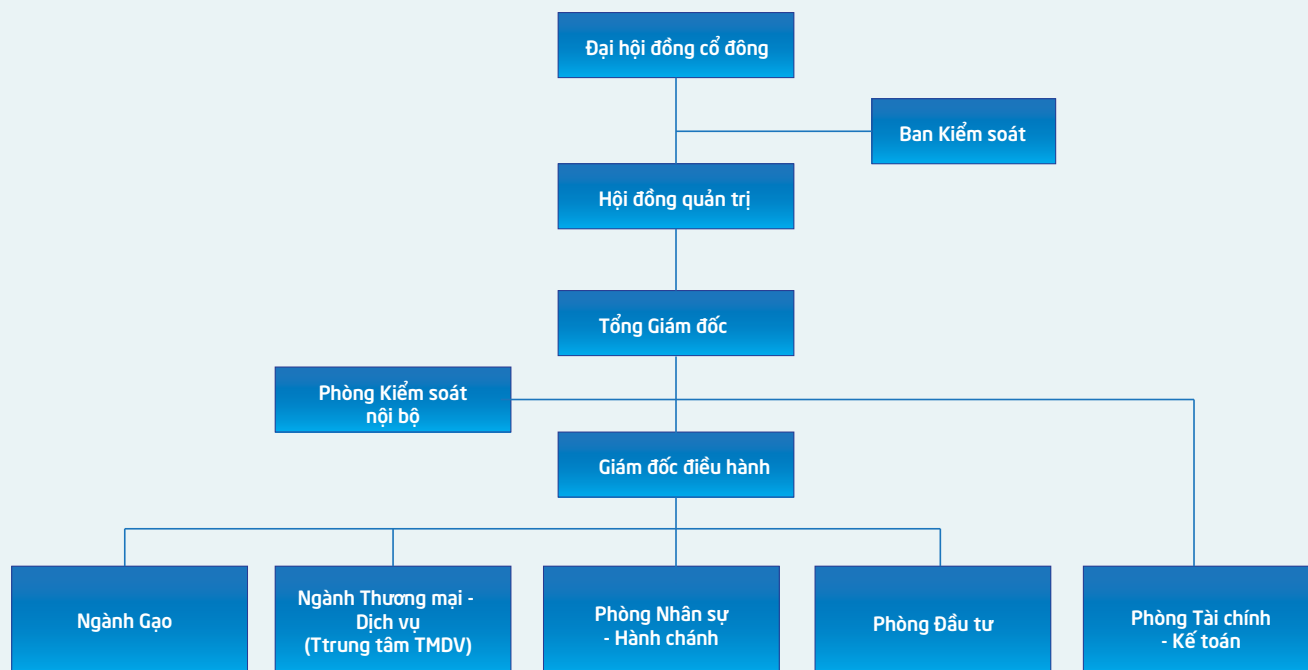 Đại hội đồng cổ đông
Ban Kiểm soát
Hội đồng quản trị
Tổng Giám đốc
Phòng Kiểm soát
nội bộ
Giám đốc điều hành
Ngành Gạo
Ngành Thương mại -
Dịch vụ
(Ttrung tâm TMDV)
Phòng Nhân sự
- Hành chánh
Phòng Đầu tư
Phòng Tài chính
- Kế toán